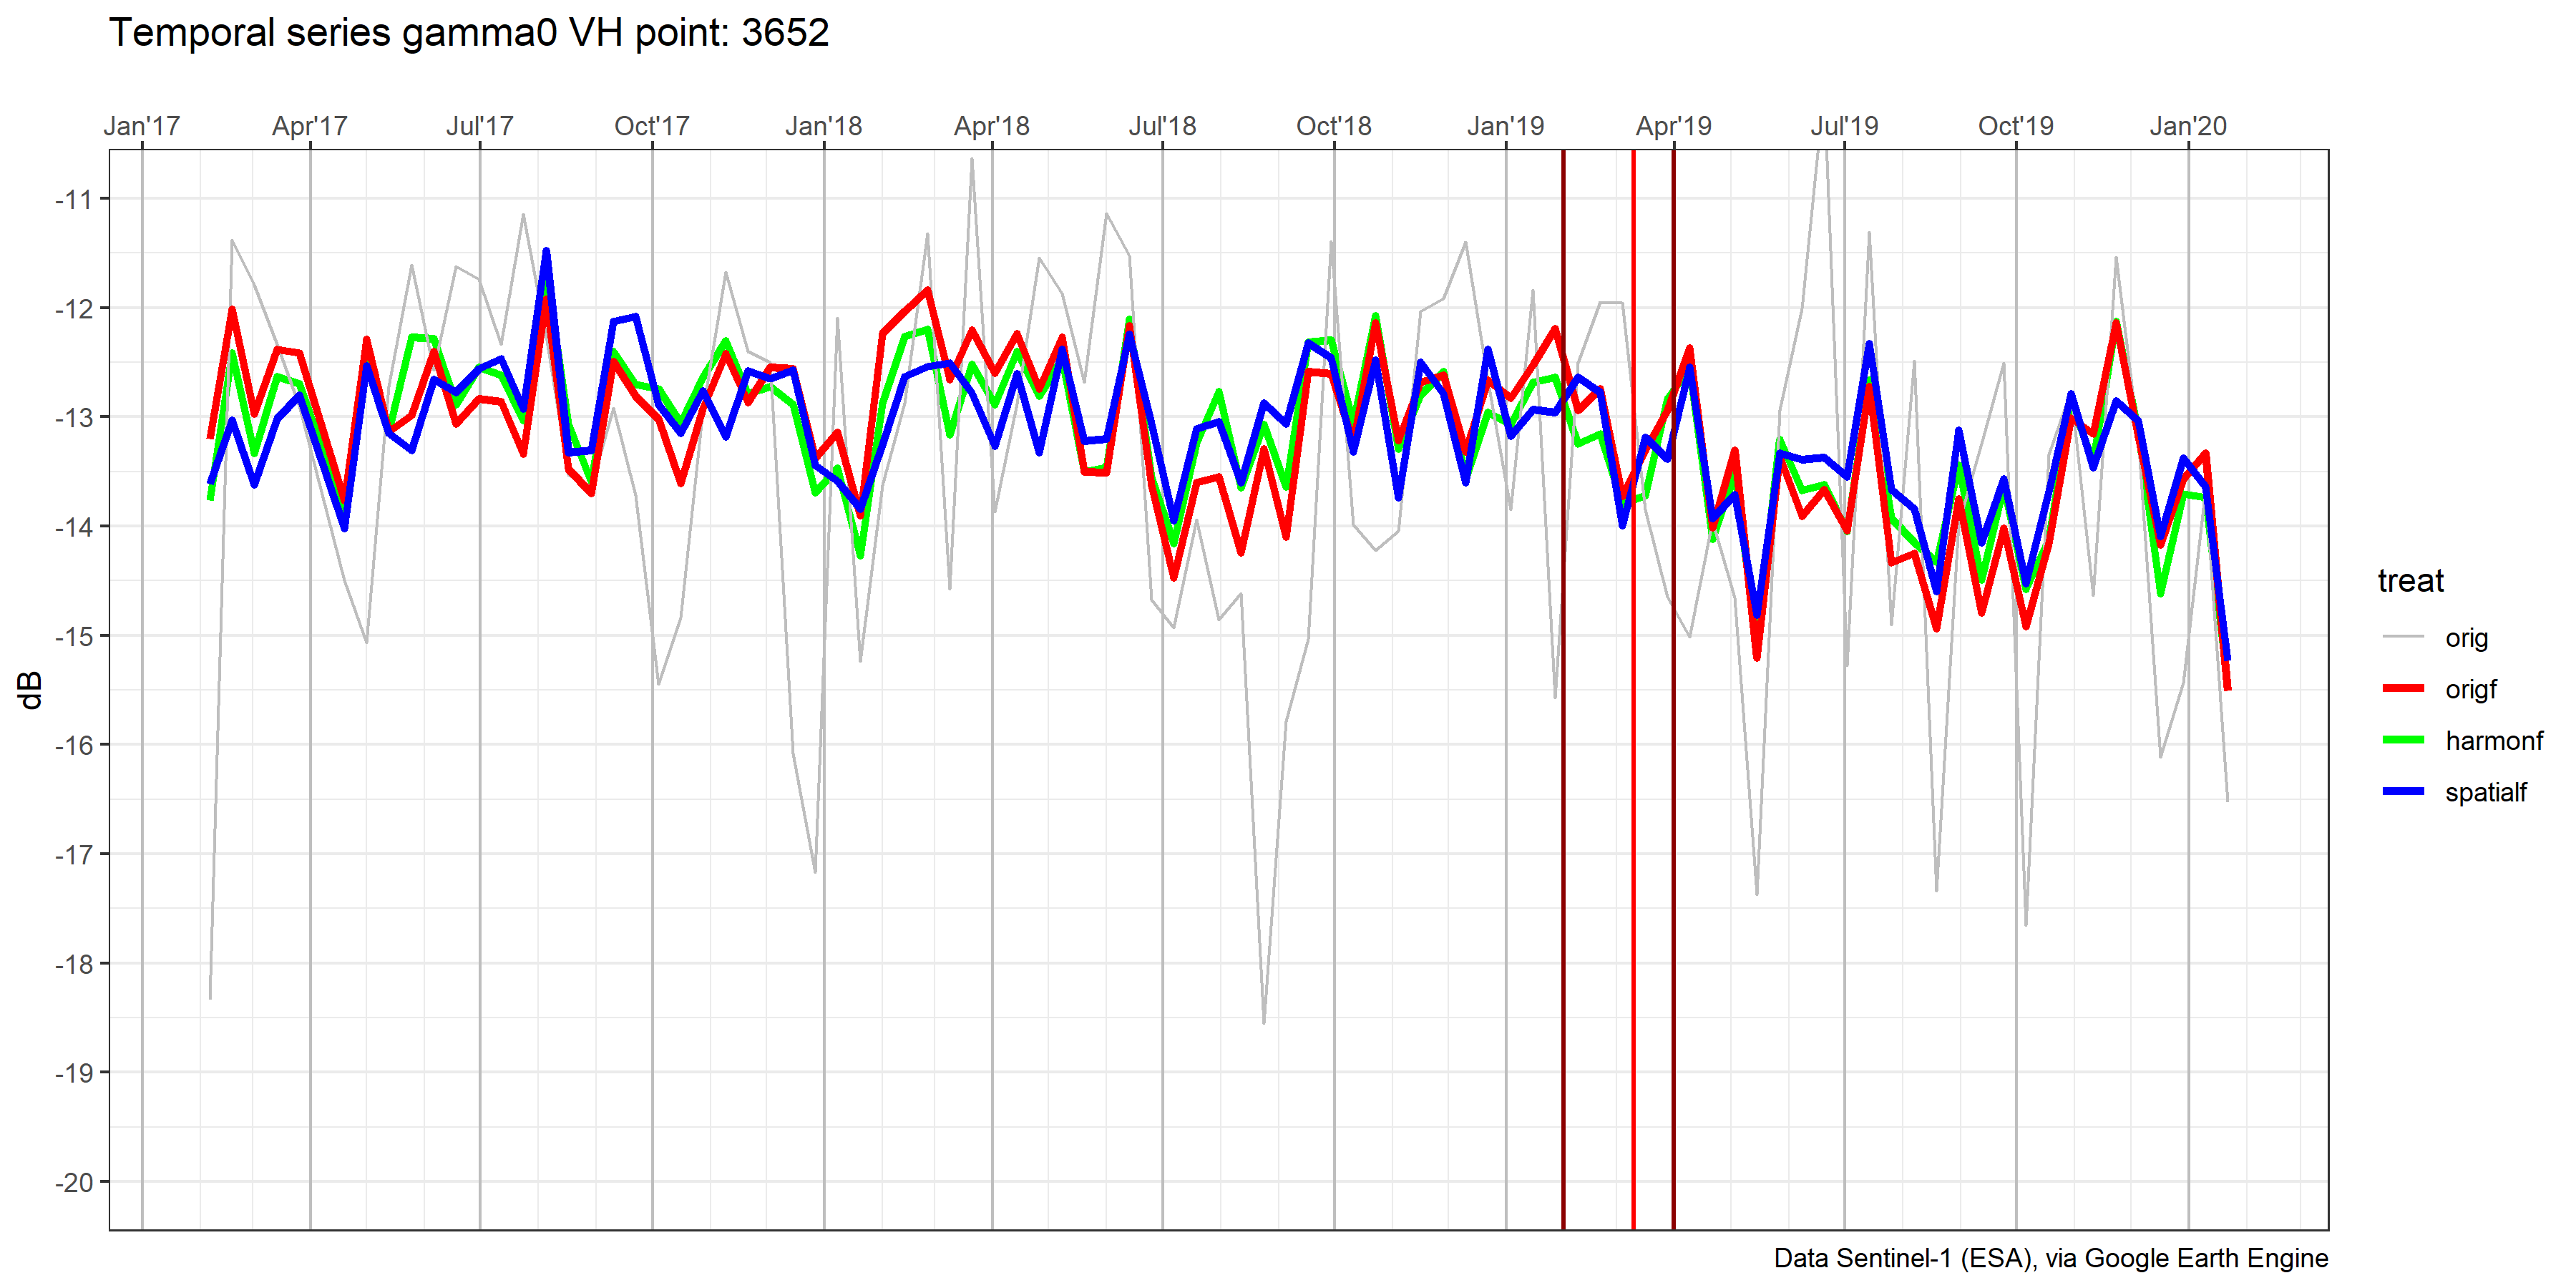 Temporal series gamma0 VH point: 3652
Jan'17 Apr'17 Jul'17 Oct'17 Jan'18 Apr'18 Jul'18 Oct'18 Jan'19 Apr'19 Jul'19 Oct'19 Jan'20
-11
-12
-13
-14
-15
-16
-17
-18
-19
-20
dB
treat
orig
origf
harmonf
spatialf
Data Sentinel-1 (ESA), via Google Earth Engine